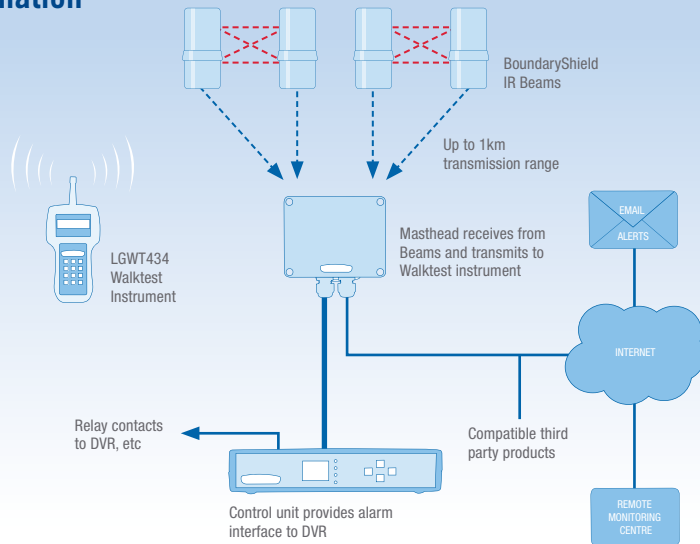 BoundaryShield
IR Beams
Up to 1km
transmission range
LGWT434
Walktest
Instrument
Masthead receives from
Beams and transmits to
Walktest instrument
EMAIL
ALERTS
INTERNET
Relay contacts
to DVR, etc
Compatible third
party products
Control unit provides alarm
interface to DVR
REMOTE
MONITORING
CENTRE